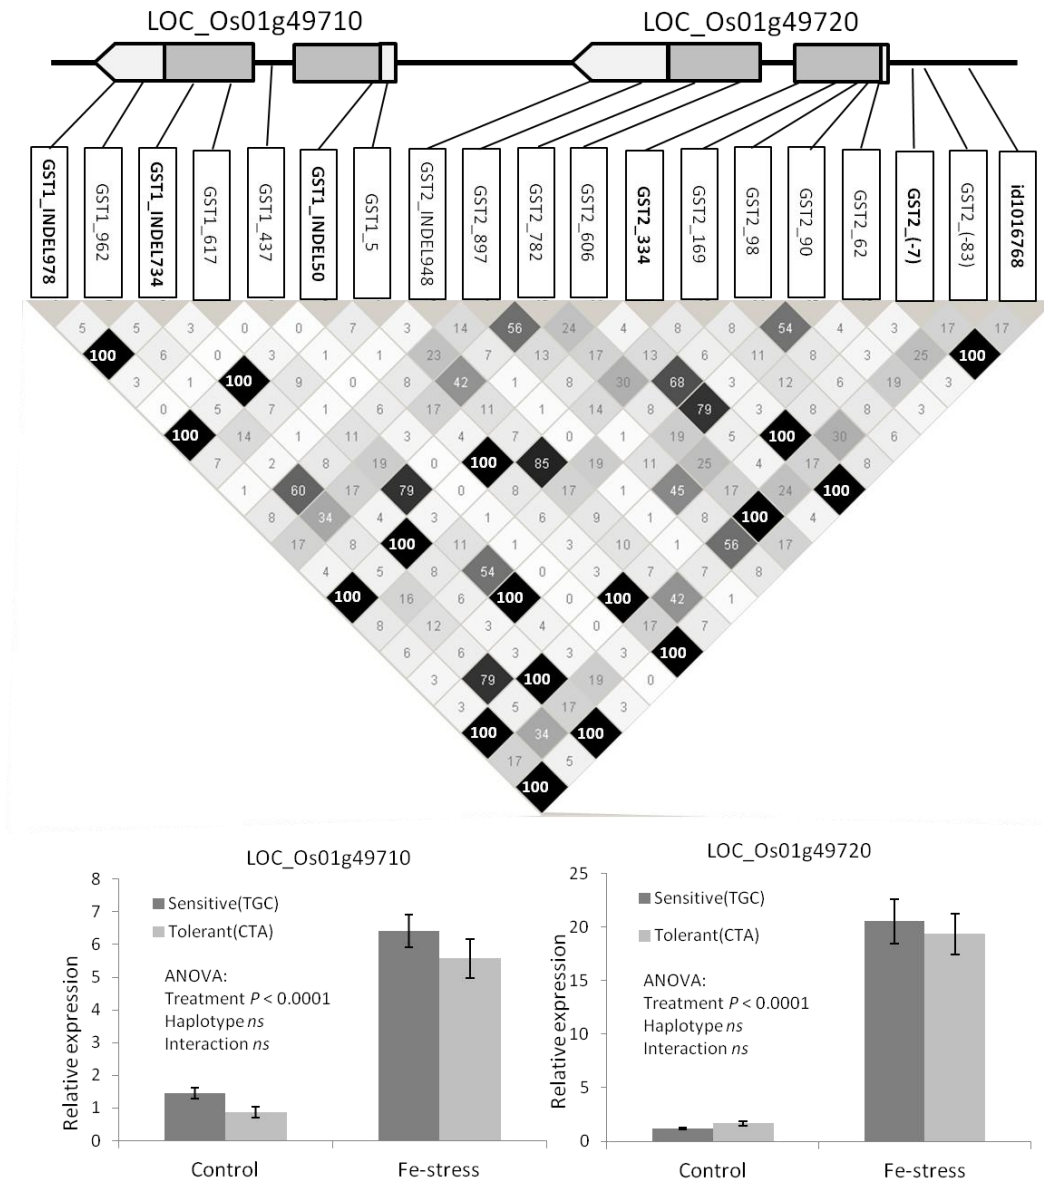 LOC_Os01g49710
LOC_Os01g49720
GST1_INDEL978
GST1_962
GST1_INDEL734
GST1_617
GST1_437
GST1_INDEL50
GST1_5
GST2_INDEL948
GST2_897
GST2_782
GST2_606
GST2_334
GST2_169
GST2_98
GST2_90
GST2_62
GST2_(-7)
GST2_(-83)
id1016768
5 5 3 0 0 7 3 14 56 24 4 8 8 54 4 3 17 17
100 6 0 3 1 1 23 7 13 17 13 6 11 8 3 25 100
3 1 100 9 0 8 42 1 8 30 68 3 12 6 19 3
0 5 7 1 6 17 11 1 14 8 79 3 8 8 3
100 14 1 11 3 4 7 0 1 19 5 100 30 6
7 2 8 19 0 100 85 19 11 25 4 17 8
1 60 17 79 0 8 17 1 45 17 24 100
8 34 4 3 1 6 9 1 8 100 4
17 8 100 11 1 3 10 1 56 17
4 5 8 54 0 3 7 7 8
100 16 6 100 0 100 42 1
8 12 3 4 0 17 7
6 6 3 3 3 100
3 79 100 19 0
3 5 17 3
100 34 100
17 5
100
LOC_Os01g49710
Relative expression
8
7
6
5
4
3
2
1
0
Sensitive(TGC)
Tolerant(CTA)
ANOVA:
Treatment P < 0.0001
Haplotype ns
Interaction ns
Control
Fe-stress
LOC_Os01g49720
Relative expression
25
20
15
10
5
0
Sensitive(TGC)
Tolerant(CTA)
ANOVA:
Treatment P < 0.0001
Haplotype ns
Interaction ns
Control
Fe-stress